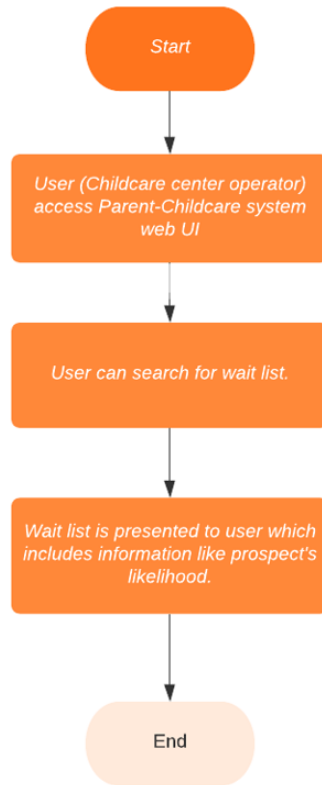 Start
User (Childcare center operator)
access Parent-Childcare system
web UI
User can search for wait list.
Wait list is presented to user which
includes information like prospect's
likelihood.
End